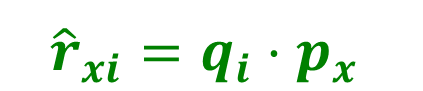 r̂ₓᵢ = qᵢ · pₓ